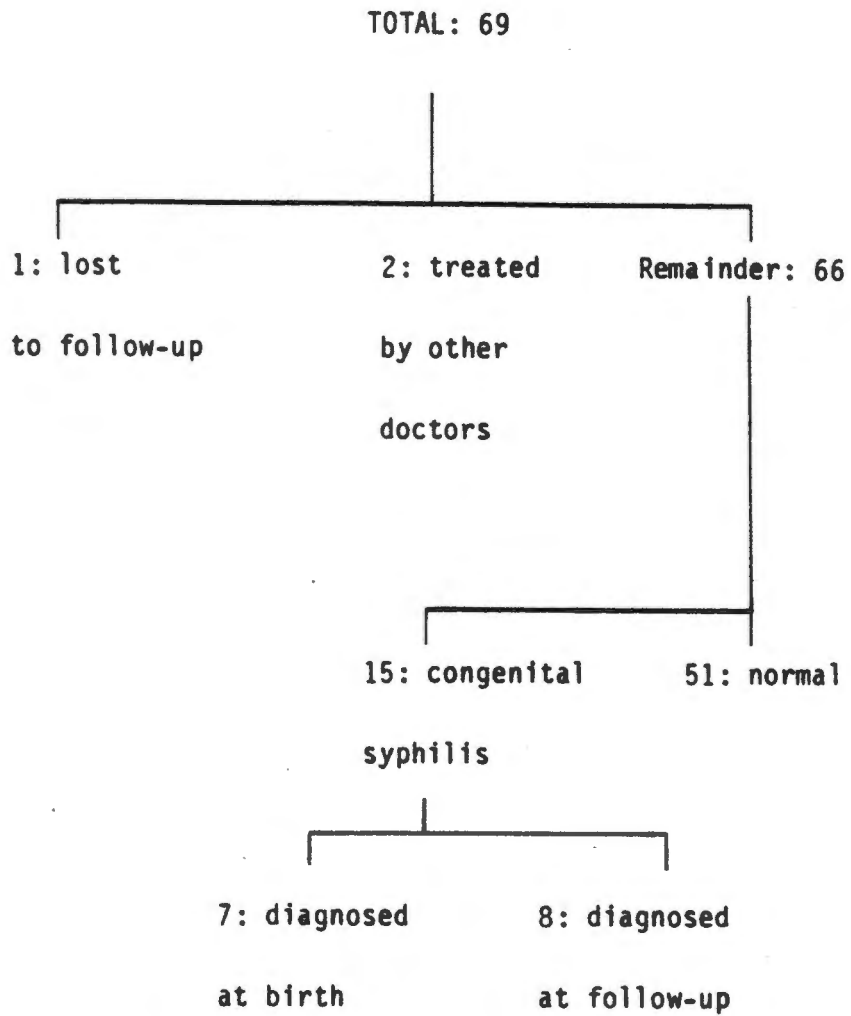 TOTAL: 69
1: lost
to follow-up
2: treated
by other
doctors
Remainder: 66
15: congenital
syphilis
51: normal
7: diagnosed
at birth
8: diagnosed
at follow-up